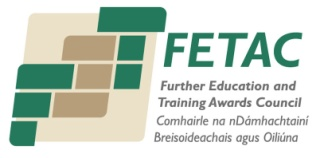 FETAC
Further Education and
Training Awards Council
Comhairle na nDámhachtainí
Breisoideachais agus Oiliúna